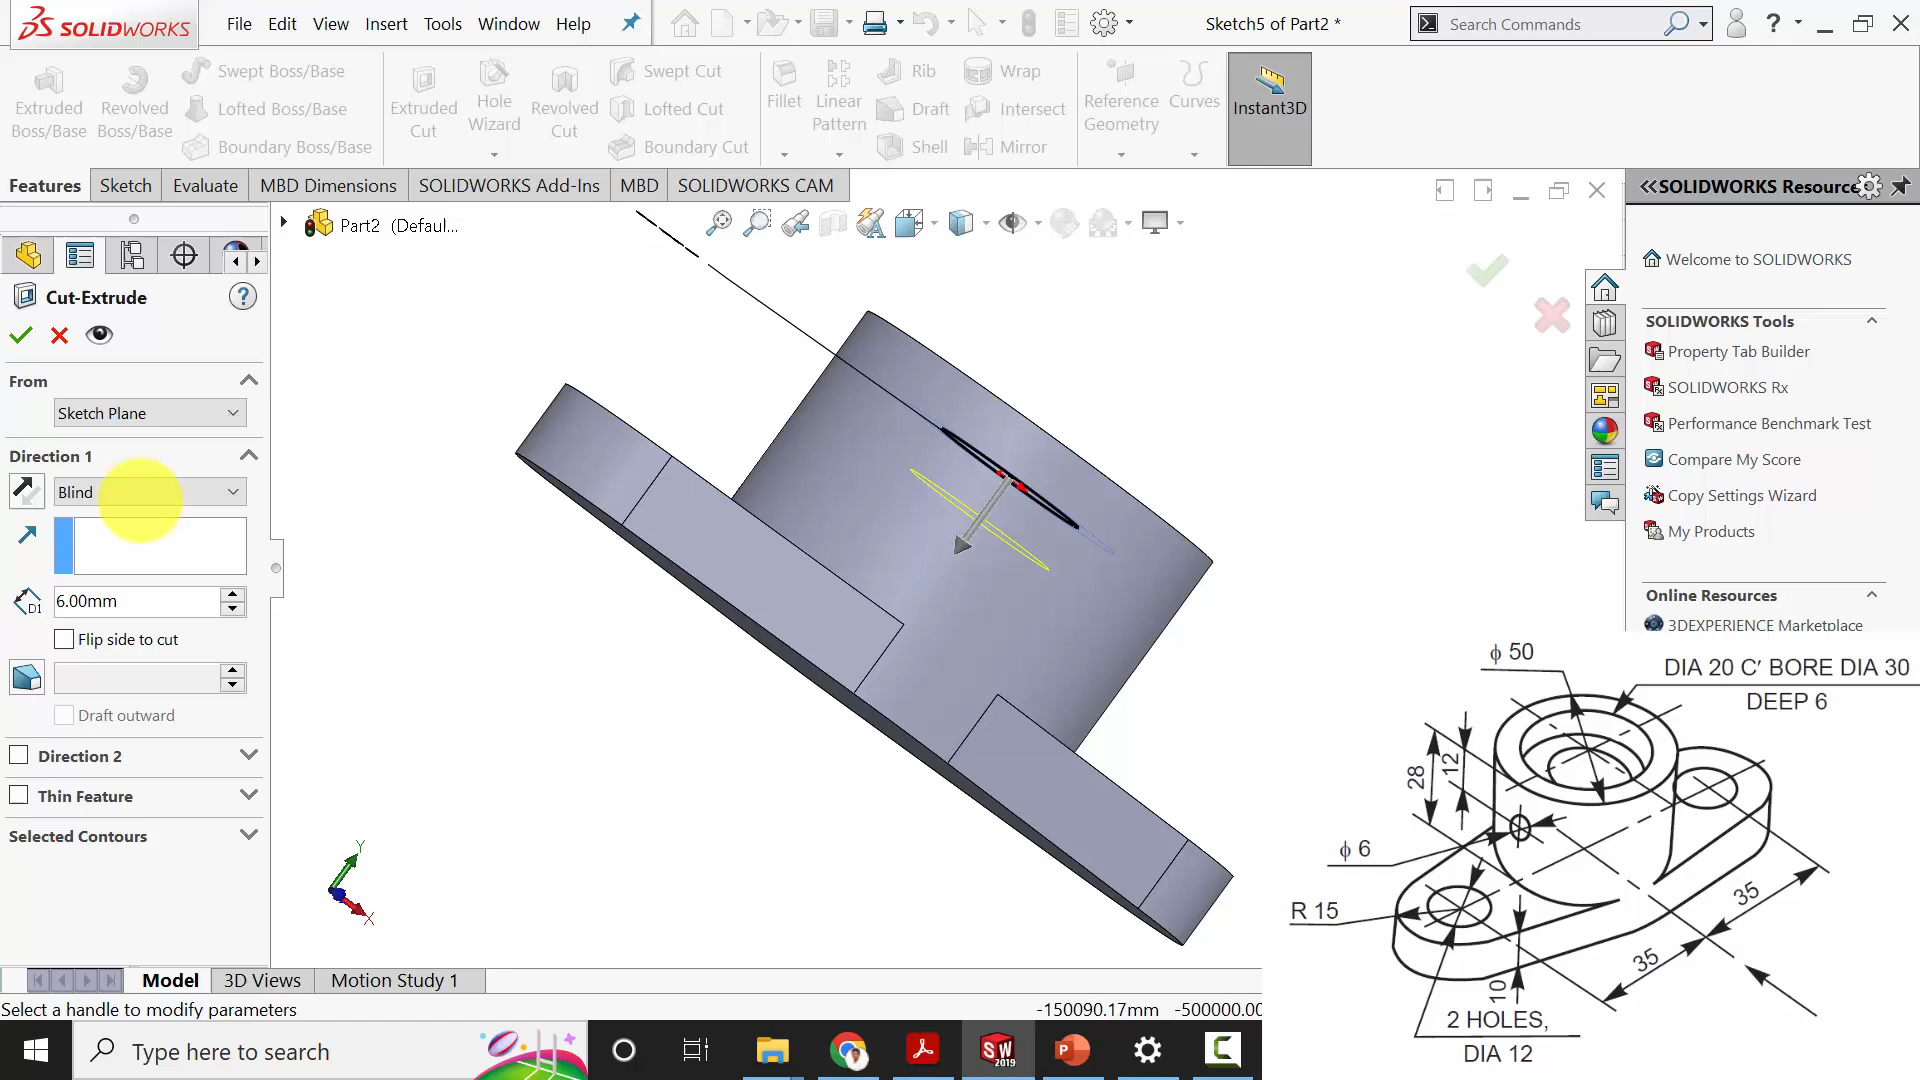 SOLIDWORKS File Edit View Insert Tools Window Help Sketch5 of Part2 * Search Commands ?
Extruded Boss/Base
Revolved Boss/Base
Swept Boss/Base
Lofted Boss/Base
Boundary Boss/Base
Extruded Cut
Hole Wizard
Revolved Cut
Swept Cut
Lofted Cut
Boundary Cut
Fillet
Linear Pattern
Rib
Draft
Shell
Wrap
Intersect
Mirror
Reference Geometry
Curves
Instant3D
Features Sketch Evaluate MBD Dimensions SOLIDWORKS Add-Ins MBD SOLIDWORKS CAM
Part2 (Defaul...
Cut-Extrude ?
From
Sketch Plane
Direction 1
Blind
D1 6.00mm
Flip side to cut
Draft outward
Direction 2
Thin Feature
Selected Contours
Y
X
SOLIDWORKS Resource
Welcome to SOLIDWORKS
SOLIDWORKS Tools
Property Tab Builder
SOLIDWORKS Rx
Performance Benchmark Test
Compare My Score
Copy Settings Wizard
My Products
Online Resources
3DEXPERIENCE Marketplace
ϕ 50
DIA 20 C′ BORE DIA 30
DEEP 6
28
12
ϕ 6
R 15
35
35
10
2 HOLES,
DIA 12
Model 3D Views Motion Study 1
Select a handle to modify parameters -150090.17mm -500000.00
Type here to search
SW
2019